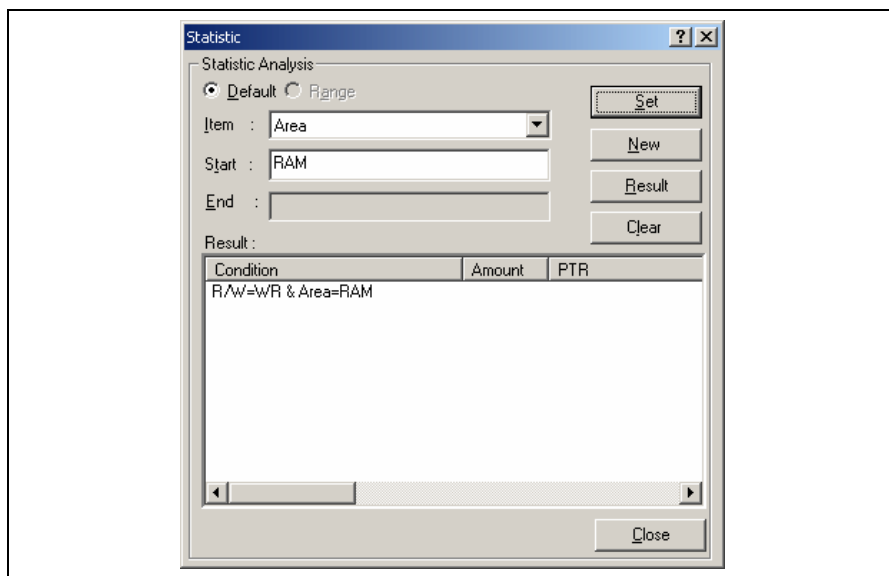 Statistic
Statistic Analysis
Default Range
Item : Area
Start : RAM
End :
Set
New
Result
Clear
Result :
Condition Amount PTR
R/W=WR & Area=RAM
Close